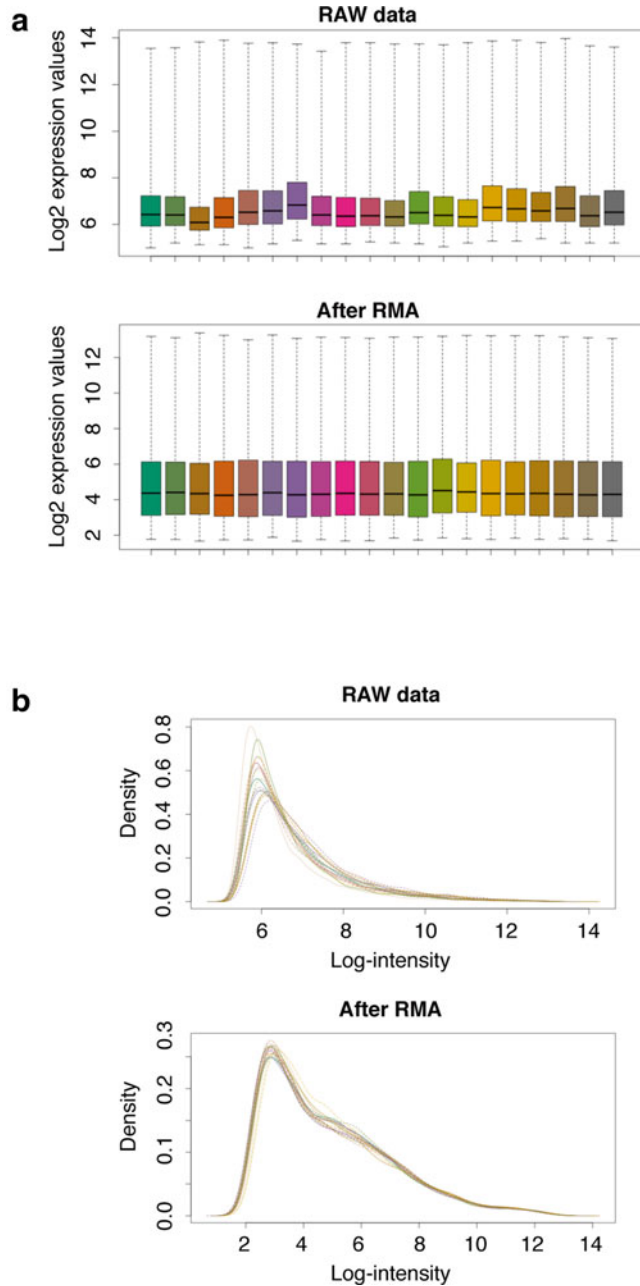 a
RAW data
Log2 expression values
14
12
10
8
6
After RMA
Log2 expression values
12
10
8
6
4
2
b
RAW data
Density
0.8
0.6
0.4
0.2
0.0
6 8 10 12 14
Log-intensity
After RMA
Density
0.3
0.2
0.1
0.0
2 4 6 8 10 12 14
Log-intensity